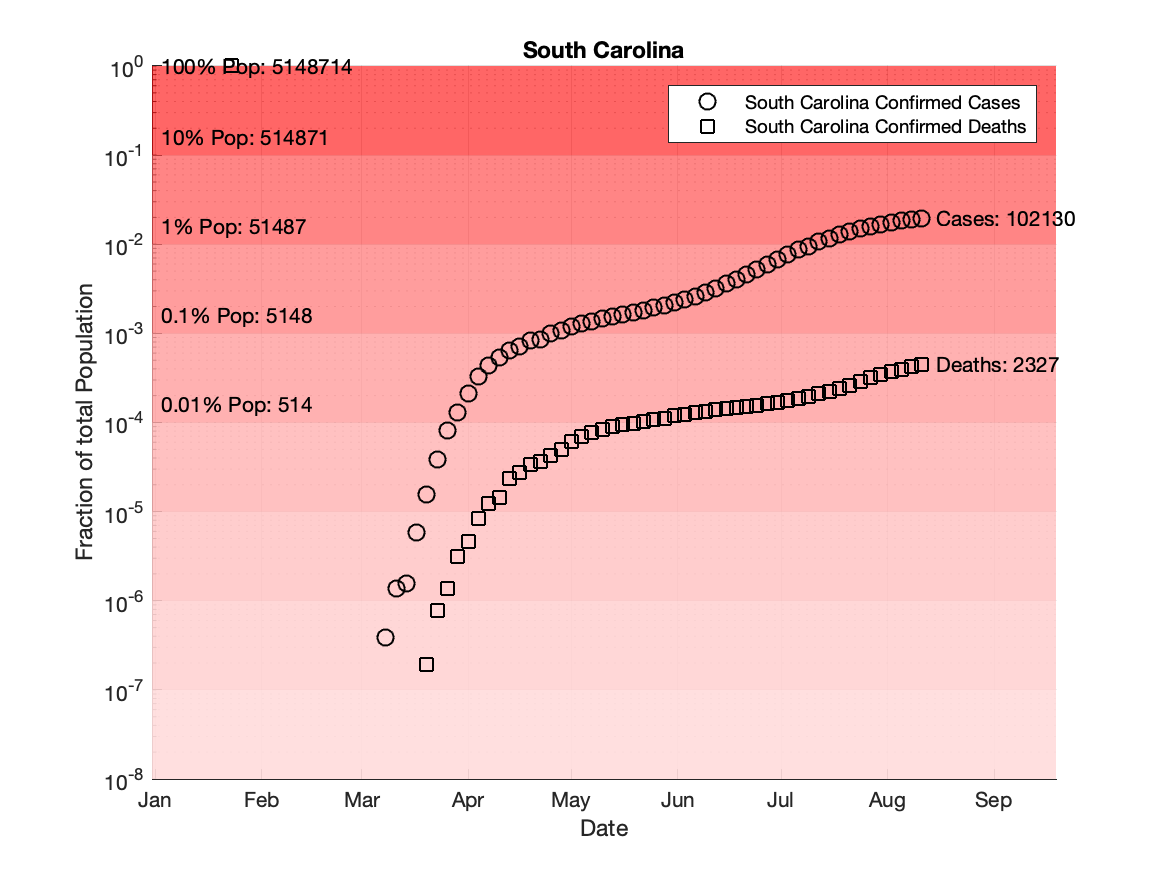 South Carolina
10^0
100% Pop: 5148714
South Carolina Confirmed Cases
South Carolina Confirmed Deaths
10% Pop: 514871
10^-1
1% Pop: 51487
Cases: 102130
10^-2
0.1% Pop: 5148
10^-3
Deaths: 2327
0.01% Pop: 514
10^-4
10^-5
10^-6
10^-7
10^-8
Fraction of total Population
Jan Feb Mar Apr May Jun Jul Aug Sep
Date